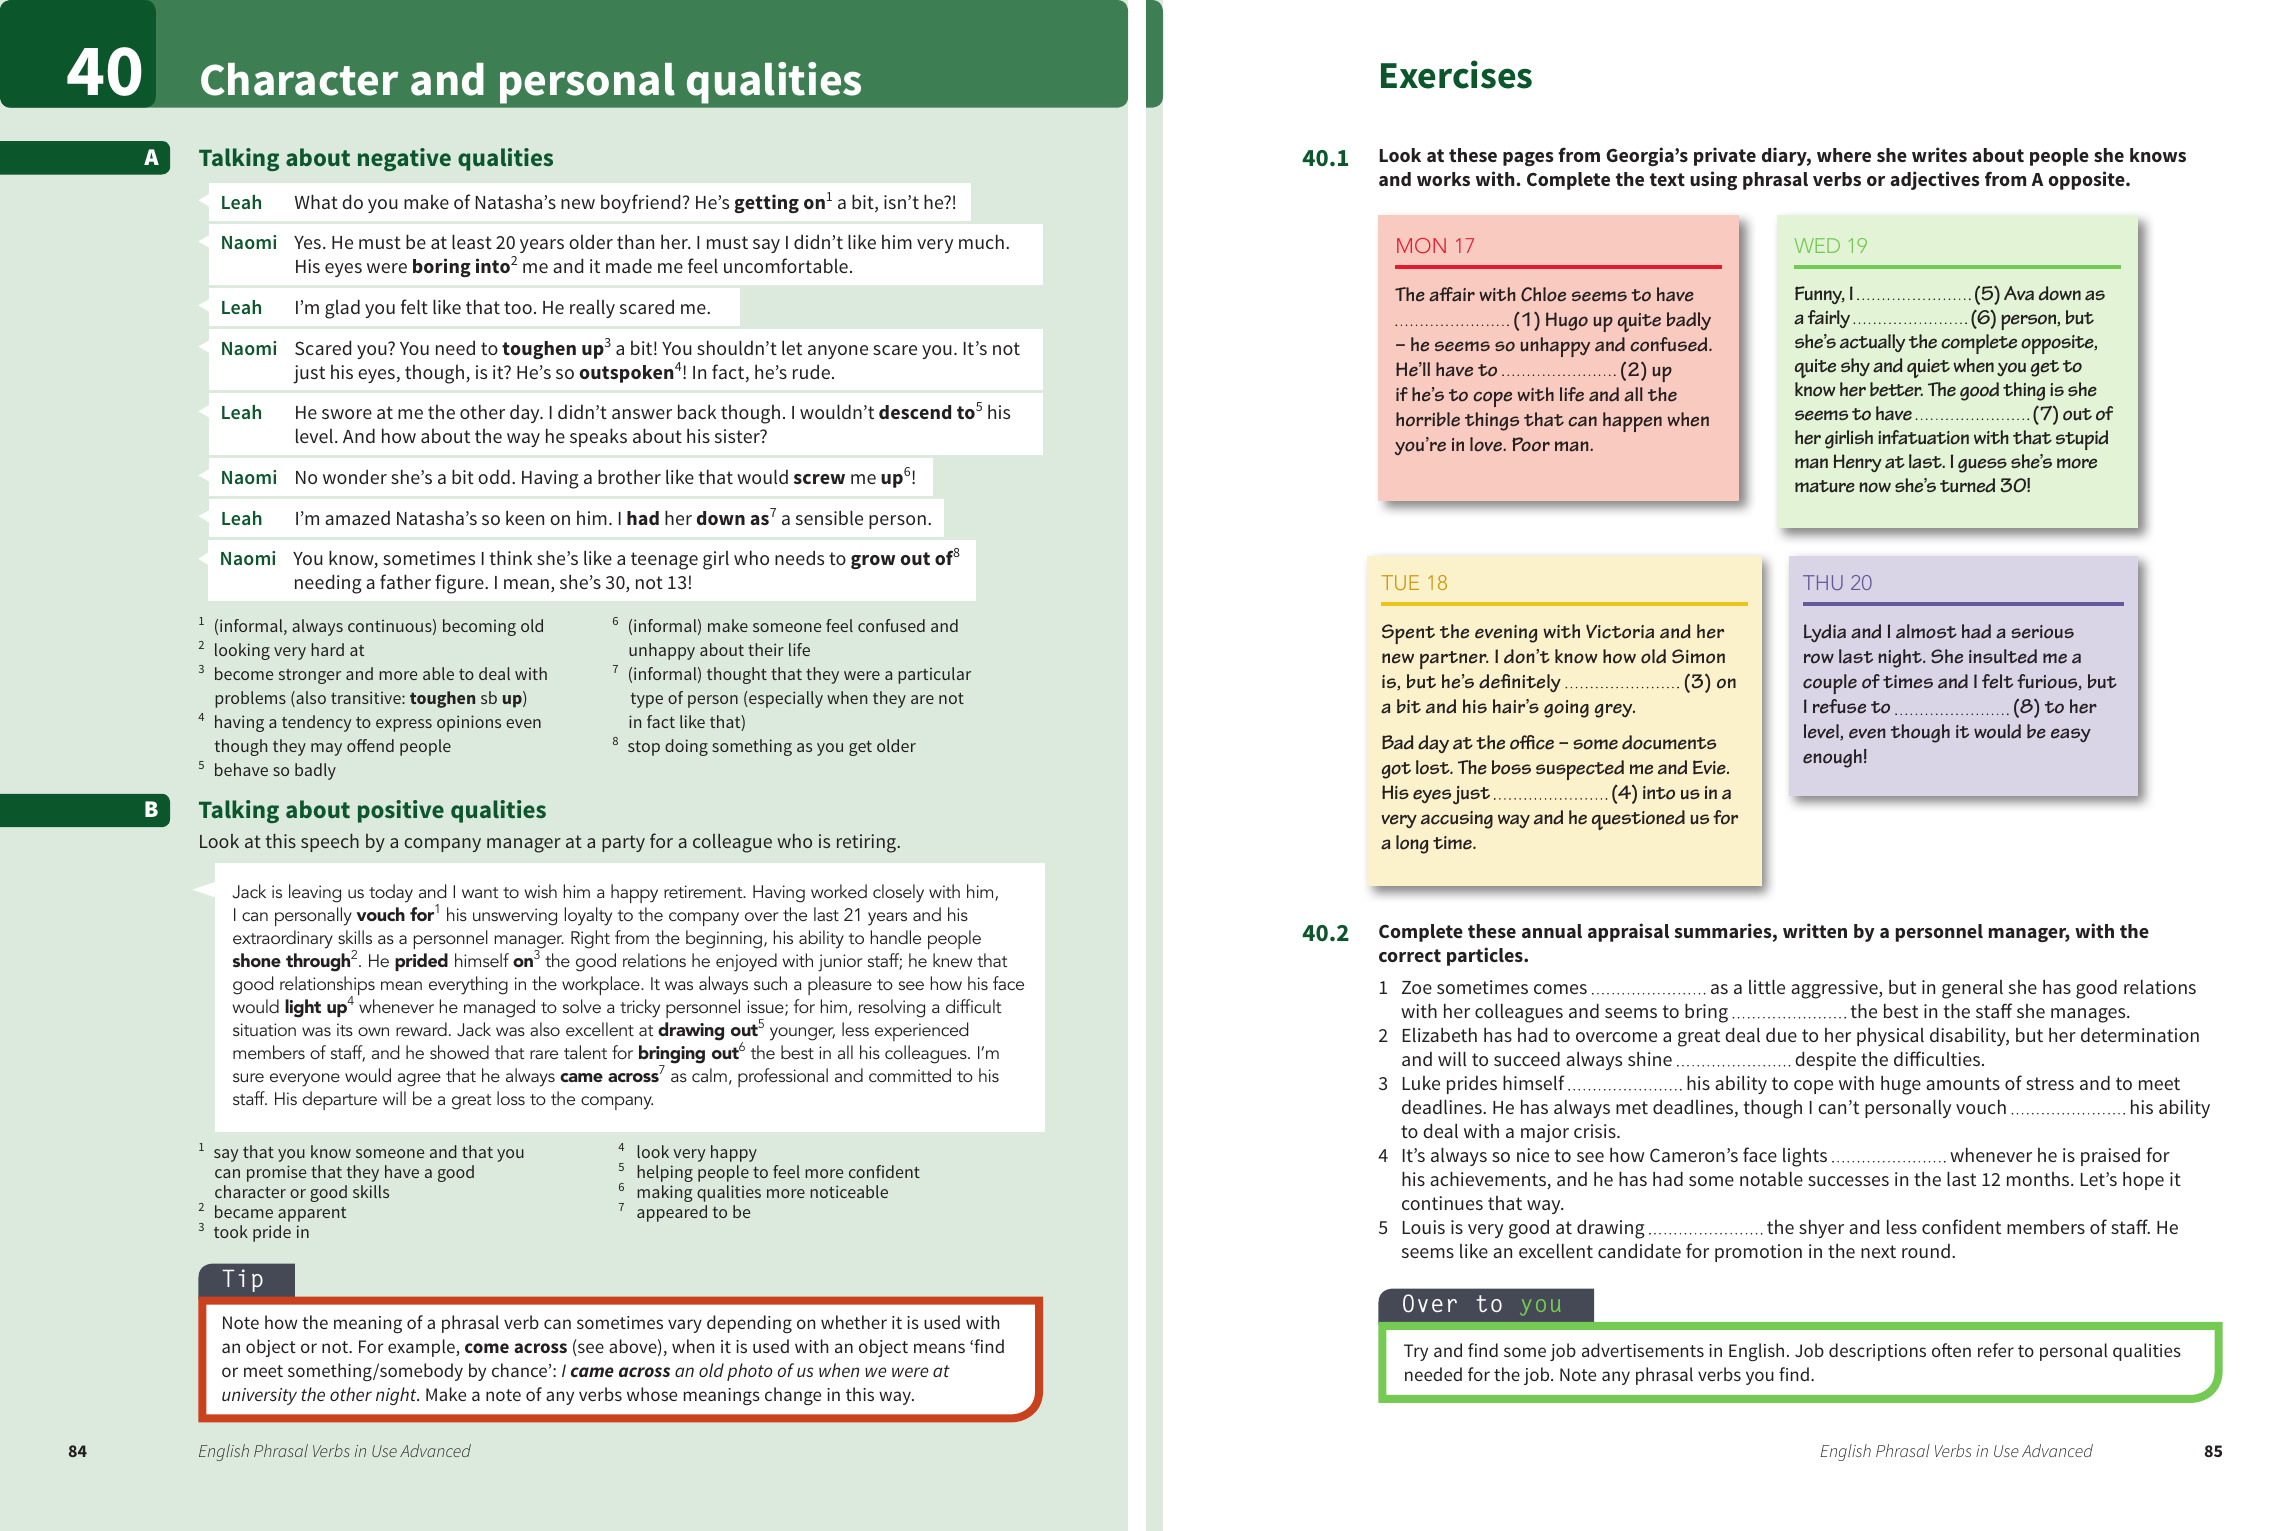 40
Character and personal qualities
A
Talking about negative qualities
Leah What do you make of Natasha’s new boyfriend? He’s getting on1 a bit, isn’t he?!
Naomi Yes. He must be at least 20 years older than her. I must say I didn’t like him very much.
His eyes were boring into2 me and it made me feel uncomfortable.
Leah I’m glad you felt like that too. He really scared me.
Naomi Scared you? You need to toughen up3 a bit! You shouldn’t let anyone scare you. It’s not
just his eyes, though, is it? He’s so outspoken4! In fact, he’s rude.
Leah He swore at me the other day. I didn’t answer back though. I wouldn’t descend to5 his
level. And how about the way he speaks about his sister?
Naomi No wonder she’s a bit odd. Having a brother like that would screw me up6!
Leah I’m amazed Natasha’s so keen on him. I had her down as7 a sensible person.
Naomi You know, sometimes I think she’s like a teenage girl who needs to grow out of8
needing a father figure. I mean, she’s 30, not 13!
1 (informal, always continuous) becoming old
2 looking very hard at
3 become stronger and more able to deal with
problems (also transitive: toughen sb up)
4 having a tendency to express opinions even
though they may offend people
5 behave so badly
6 (informal) make someone feel confused and
unhappy about their life
7 (informal) thought that they were a particular
type of person (especially when they are not
in fact like that)
8 stop doing something as you get older
B
Talking about positive qualities
Look at this speech by a company manager at a party for a colleague who is retiring.
Jack is leaving us today and I want to wish him a happy retirement. Having worked closely with him,
I can personally vouch for1 his unswerving loyalty to the company over the last 21 years and his
extraordinary skills as a personnel manager. Right from the beginning, his ability to handle people
shone through2. He prided himself on3 the good relations he enjoyed with junior staff; he knew that
good relationships mean everything in the workplace. It was always such a pleasure to see how his face
would light up4 whenever he managed to solve a tricky personnel issue; for him, resolving a difficult
situation was its own reward. Jack was also excellent at drawing out5 younger, less experienced
members of staff, and he showed that rare talent for bringing out6 the best in all his colleagues. I’m
sure everyone would agree that he always came across7 as calm, professional and committed to his
staff. His departure will be a great loss to the company.
1 say that you know someone and that you
can promise that they have a good
character or good skills
2 became apparent
3 took pride in
4 look very happy
5 helping people to feel more confident
6 making qualities more noticeable
7 appeared to be
Tip
Note how the meaning of a phrasal verb can sometimes vary depending on whether it is used with
an object or not. For example, come across (see above), when it is used with an object means ‘find
or meet something/somebody by chance’: I came across an old photo of us when we were at
university the other night. Make a note of any verbs whose meanings change in this way.
84
English Phrasal Verbs in Use Advanced
Exercises
40.1 Look at these pages from Georgia’s private diary, where she writes about people she knows
and works with. Complete the text using phrasal verbs or adjectives from A opposite.
MON 17
The affair with Chloe seems to have
....................... (1) Hugo up quite badly
– he seems so unhappy and confused.
He’ll have to ....................... (2) up
if he’s to cope with life and all the
horrible things that can happen when
you’re in love. Poor man.
WED 19
Funny, I ....................... (5) Ava down as
a fairly ....................... (6) person, but
she’s actually the complete opposite,
quite shy and quiet when you get to
know her better. The good thing is she
seems to have ....................... (7) out of
her girlish infatuation with that stupid
man Henry at last. I guess she’s more
mature now she’s turned 30!
TUE 18
Spent the evening with Victoria and her
new partner. I don’t know how old Simon
is, but he’s definitely ....................... (3) on
a bit and his hair’s going grey.
Bad day at the office – some documents
got lost. The boss suspected me and Evie.
His eyes just ....................... (4) into us in a
very accusing way and he questioned us for
a long time.
THU 20
Lydia and I almost had a serious
row last night. She insulted me a
couple of times and I felt furious, but
I refuse to ....................... (8) to her
level, even though it would be easy
enough!
40.2 Complete these annual appraisal summaries, written by a personnel manager, with the
correct particles.
1 Zoe sometimes comes ....................... as a little aggressive, but in general she has good relations
with her colleagues and seems to bring ....................... the best in the staff she manages.
2 Elizabeth has had to overcome a great deal due to her physical disability, but her determination
and will to succeed always shine ....................... despite the difficulties.
3 Luke prides himself ....................... his ability to cope with huge amounts of stress and to meet
deadlines. He has always met deadlines, though I can’t personally vouch ....................... his ability
to deal with a major crisis.
4 It’s always so nice to see how Cameron’s face lights ....................... whenever he is praised for
his achievements, and he has had some notable successes in the last 12 months. Let’s hope it
continues that way.
5 Louis is very good at drawing ....................... the shyer and less confident members of staff. He
seems like an excellent candidate for promotion in the next round.
Over to you
Try and find some job advertisements in English. Job descriptions often refer to personal qualities
needed for the job. Note any phrasal verbs you find.
English Phrasal Verbs in Use Advanced
85